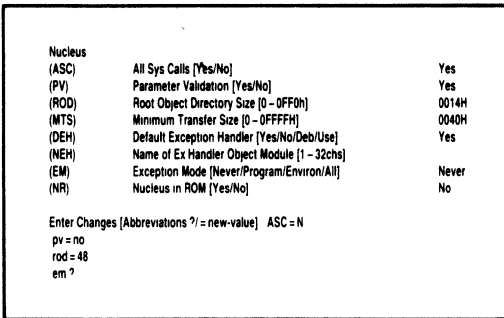 Nucleus
(ASC) All Sys Calls [Yes/No] Yes
(PV) Parameter Validation [Yes/No] Yes
(ROD) Root Object Directory Size [0 – 0FF0h] 0014H
(MTS) Minimum Transfer Size [0 – 0FFFFH] 0040H
(DEH) Default Exception Handler [Yes/No/Deb/Use] Yes
(NEH) Name of Ex Handler Object Module [1 – 32chs]
(EM) Exception Mode [Never/Program/Environ/All] Never
(NR) Nucleus in ROM [Yes/No] No
Enter Changes [Abbreviations ?/ = new-value] ASC = N
pv = no
rod = 48
em ?